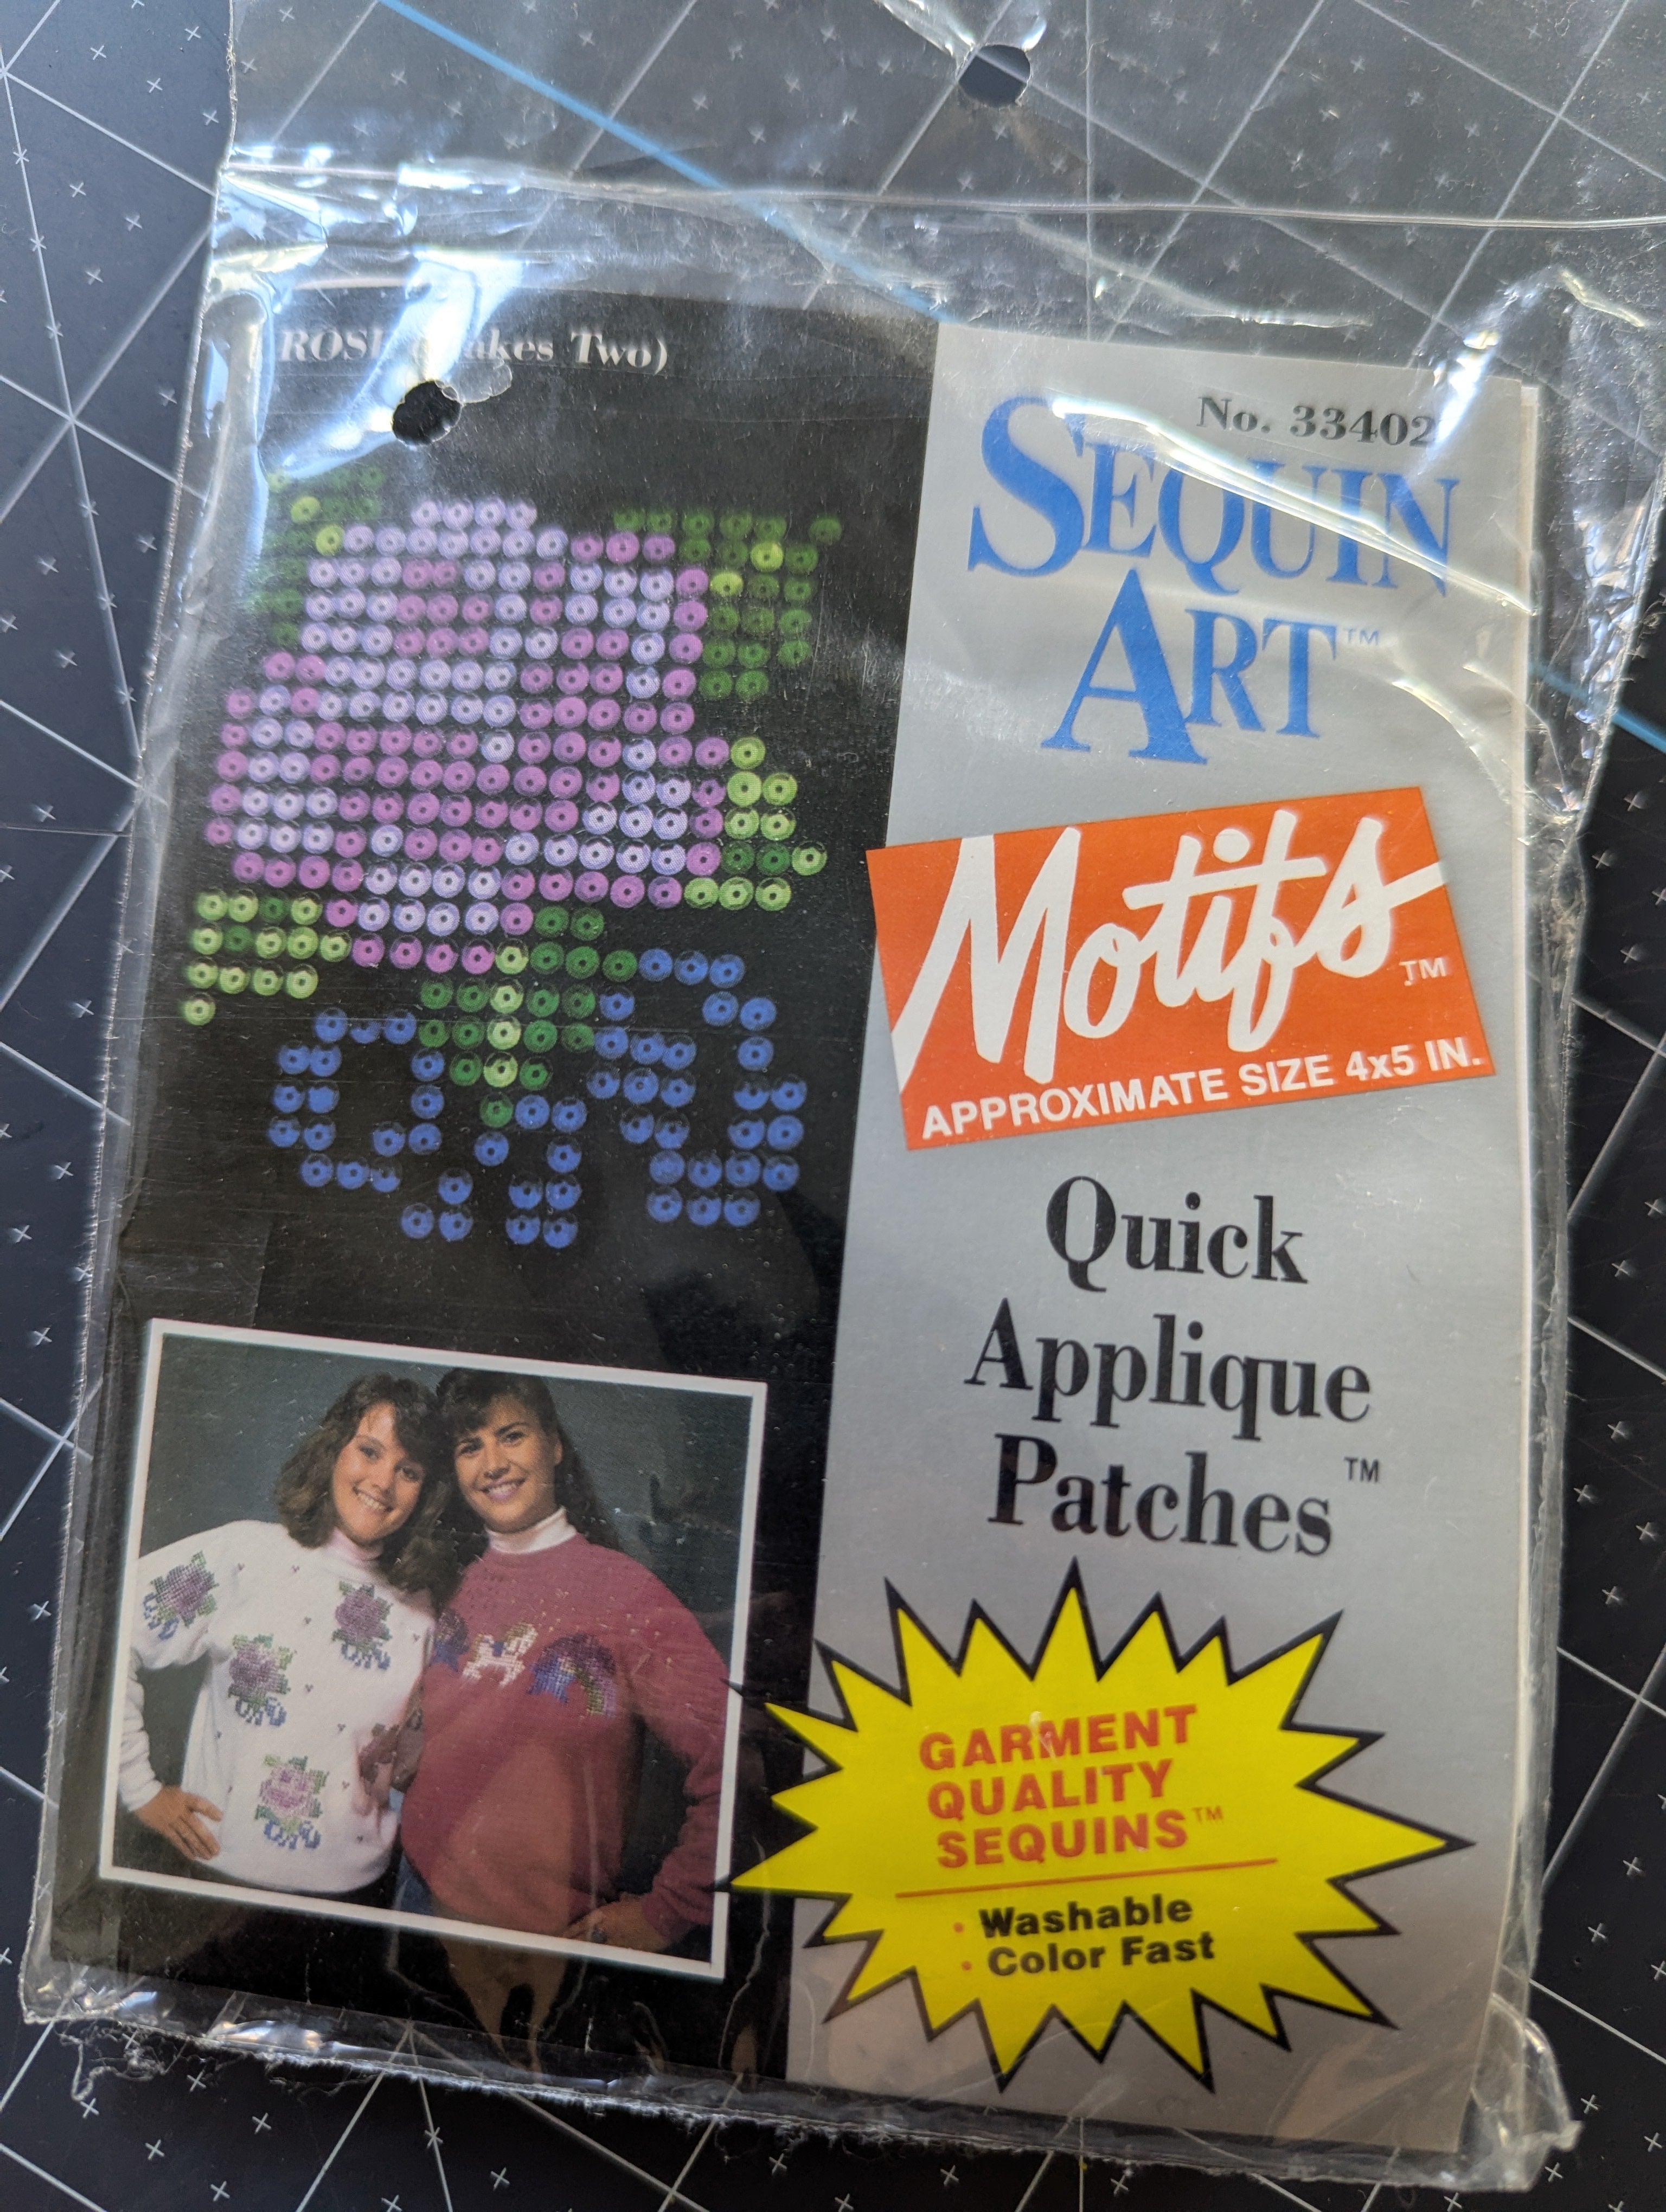 ROSE (Makes Two)
No. 33402
SEQUIN
ART™
Motifs™
APPROXIMATE SIZE 4x5 IN.
Quick
Applique
Patches™
GARMENT
QUALITY
SEQUINS™
• Washable
• Color Fast